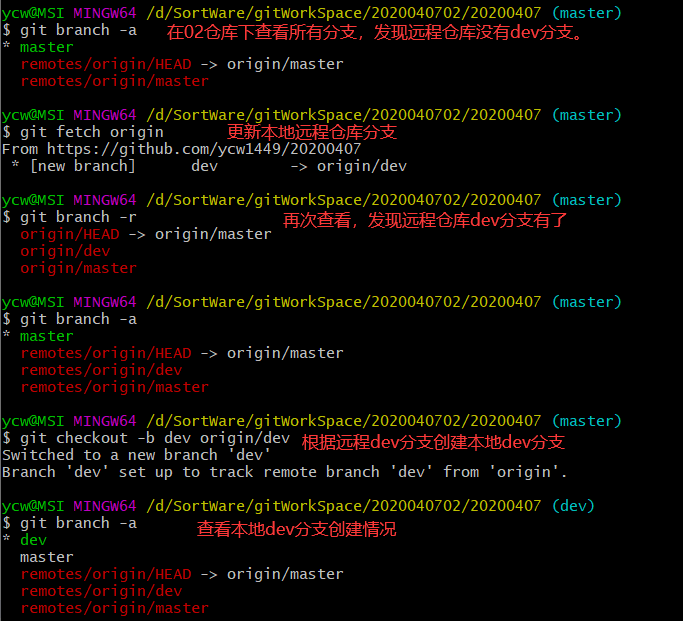 ycw@MSI MINGW64 /d/SortWare/gitWorkSpace/2020040702/20200407 (master)
$ git branch -a 在02仓库下查看所有分支，发现远程仓库没有dev分支。
* master
remotes/origin/HEAD -> origin/master
remotes/origin/master
ycw@MSI MINGW64 /d/SortWare/gitWorkSpace/2020040702/20200407 (master)
$ git fetch origin 更新本地远程仓库分支
From https://github.com/ycw1449/20200407
* [new branch] dev -> origin/dev
ycw@MSI MINGW64 /d/SortWare/gitWorkSpace/2020040702/20200407 (master)
$ git branch -r 再次查看，发现远程仓库dev分支有了
origin/HEAD -> origin/master
origin/dev
origin/master
ycw@MSI MINGW64 /d/SortWare/gitWorkSpace/2020040702/20200407 (master)
$ git branch -a
* master
remotes/origin/HEAD -> origin/master
remotes/origin/dev
remotes/origin/master
ycw@MSI MINGW64 /d/SortWare/gitWorkSpace/2020040702/20200407 (master)
$ git checkout -b dev origin/dev 根据远程dev分支创建本地dev分支
Switched to a new branch 'dev'
Branch 'dev' set up to track remote branch 'dev' from 'origin'.
ycw@MSI MINGW64 /d/SortWare/gitWorkSpace/2020040702/20200407 (dev)
$ git branch -a 查看本地dev分支创建情况
* dev
master
remotes/origin/HEAD -> origin/master
remotes/origin/dev
remotes/origin/master